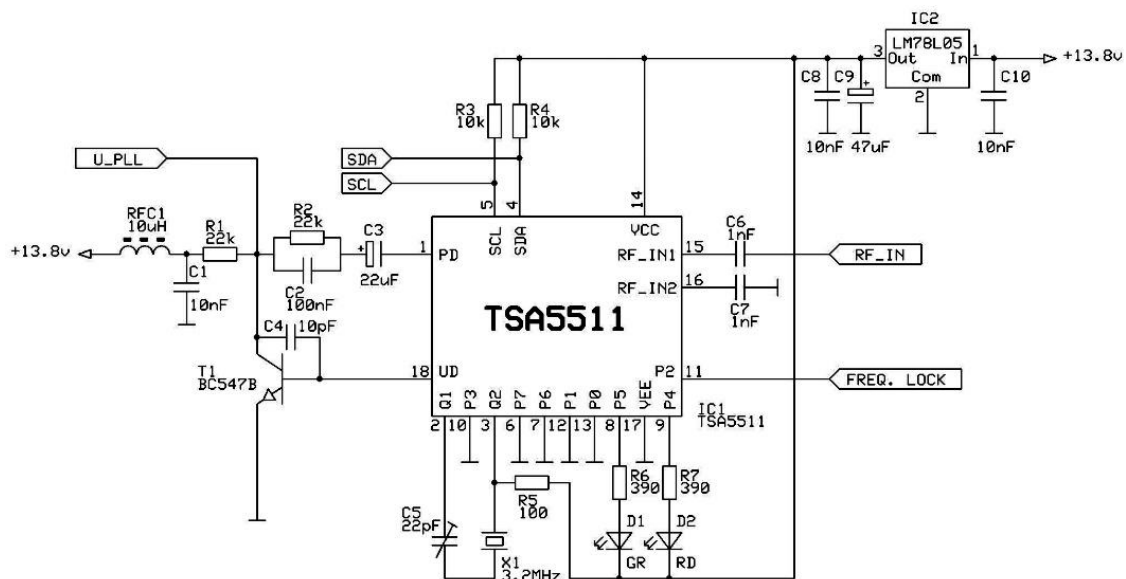 IC2
LM78L05
3
Out
In
1
Com
2
+13.8v
C8
C9
+
C10
10nF
47uF
10nF
R3
10k
R4
10k
U_PLL
SDA
SCL
5
4
14
SCL
SDA
VCC
RFC1
10uH
+13.8v
R1
22k
R2
22k
C3
+
22uF
1
PD
C1
10nF
C2
100nF
C4
10pF
T1
BC547B
18
UD
TSA5511
RF_IN1
15
C6
1nF
RF_IN
RF_IN2
16
C7
1nF
P2
11
FREQ. LOCK
Q1
P3
Q2
P7
P6
P1
P0
P5
VEE
P4
IC1
TSA5511
2
10
3
6
7
12
13
8
17
9
R5
100
R6
390
R7
390
C5
22pF
X1
3.2MHz
D1
GR
D2
RD